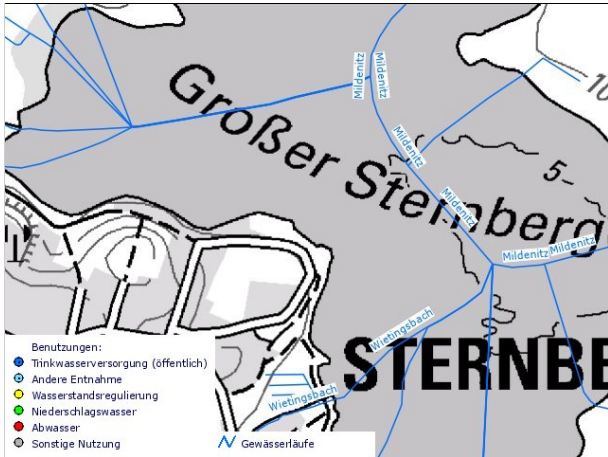 Mildenitz
Mildenitz
10
Großer Sternberg
Mildenitz
5
Mildenitz
Mildenitz
Mildenitz
Wietingsbach
STERNBE
Wietingsbach
Benutzungen:
Trinkwasserversorgung (öffentlich)
Andere Entnahme
Wasserstandsregulierung
Niederschlagswasser
Abwasser
Sonstige Nutzung
Gewässerläufe